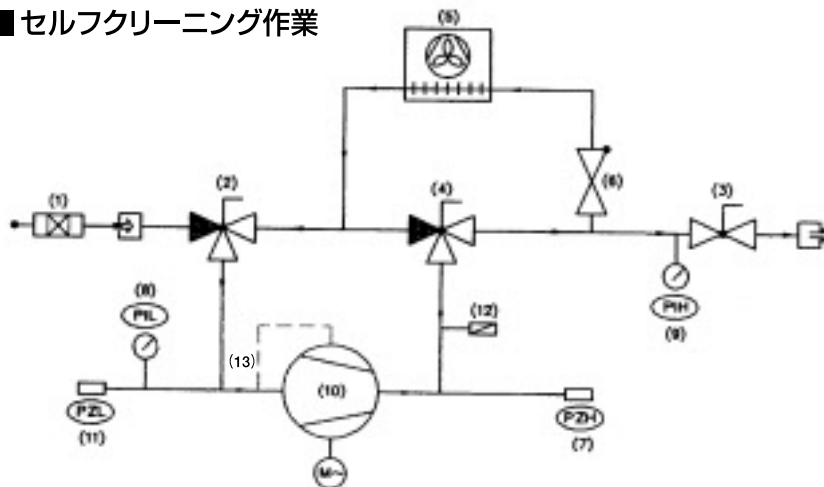 ■セルフクリーニング作業
(5)
(1)
(2)
(4)
(6)
(3)
(8)
PIL
(12)
PIH
(9)
(13)
(10)
PZL
(11)
PZH
(7)
M~